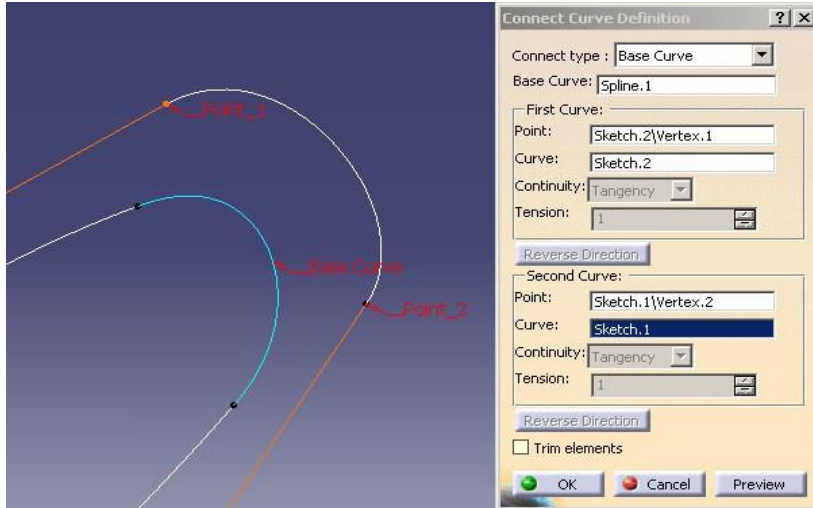 Connect Curve Definition
Connect type : Base Curve
Base Curve: Spline.1
First Curve:
Point: Sketch.2\Vertex.1
Curve: Sketch.2
Continuity: Tangency
Tension: 1
Reverse Direction
Second Curve:
Point: Sketch.1\Vertex.2
Curve: Sketch.1
Continuity: Tangency
Tension: 1
Reverse Direction
Trim elements
OK Cancel Preview
Point_1
Base Curve
Point_2